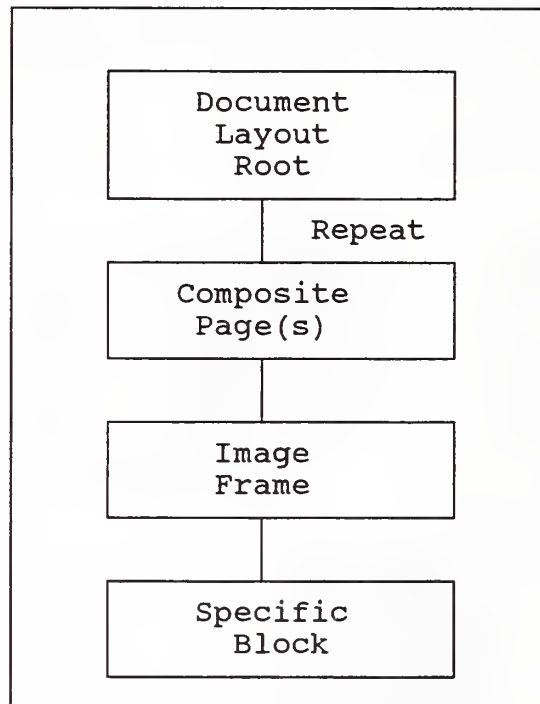 Document
Layout
Root
Repeat
Composite
Page(s)
Image
Frame
Specific
Block